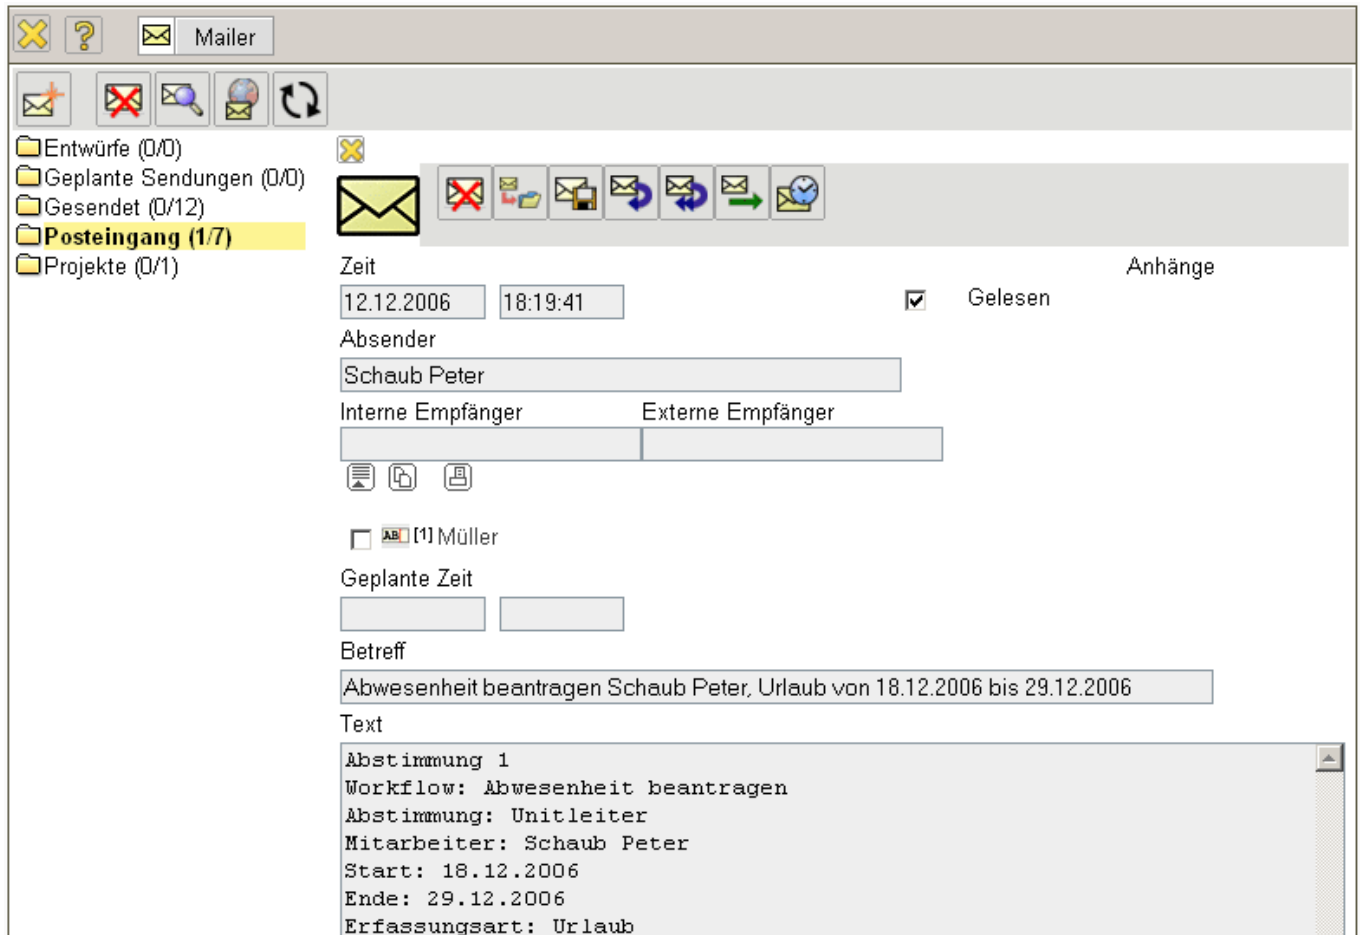 Mailer
Entwürfe (0/0)
Geplante Sendungen (0/0)
Gesendet (0/12)
Posteingang (1/7)
Projekte (0/1)
Zeit
Anhänge
12.12.2006 18:19:41
Gelesen
Absender
Schaub Peter
Interne Empfänger Externe Empfänger
AB [1] Müller
Geplante Zeit
Betreff
Abwesenheit beantragen Schaub Peter, Urlaub von 18.12.2006 bis 29.12.2006
Text
Abstimmung 1
Workflow: Abwesenheit beantragen
Abstimmung: Unitleiter
Mitarbeiter: Schaub Peter
Start: 18.12.2006
Ende: 29.12.2006
Erfassungsart: Urlaub